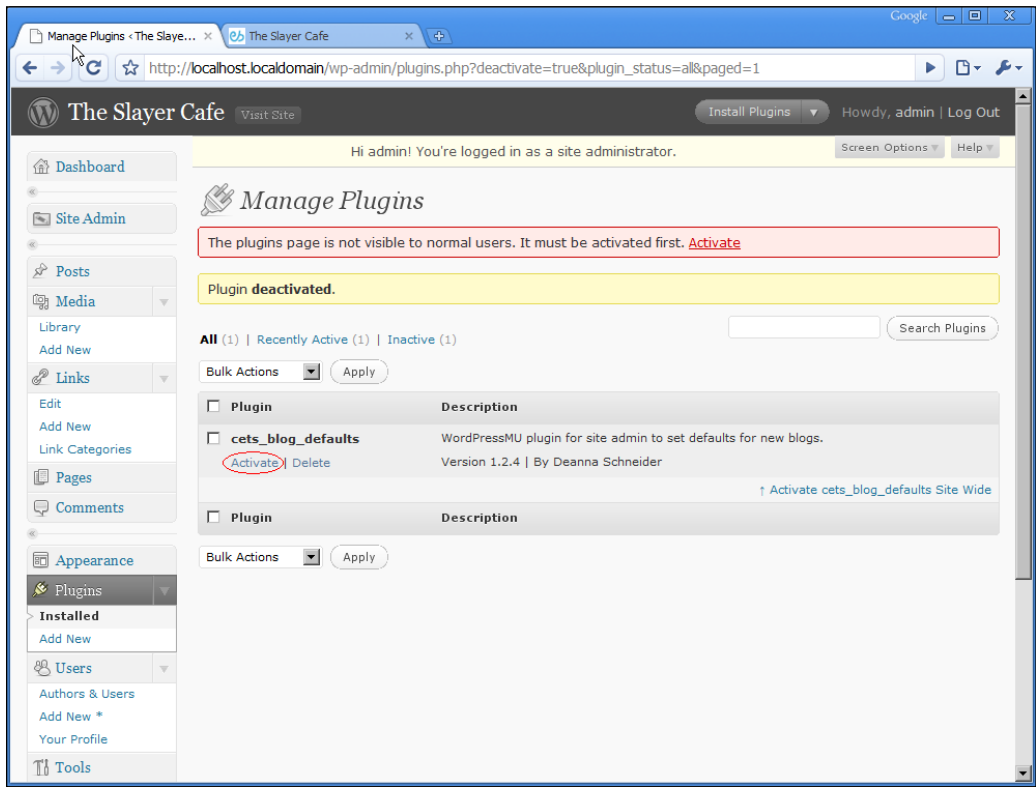 Google
Manage Plugins ‹ The Slaye...
The Slayer Cafe
http://localhost.localdomain/wp-admin/plugins.php?deactivate=true&plugin_status=all&paged=1
The Slayer Cafe Visit Site
Install Plugins
Howdy, admin | Log Out
Hi admin! You're logged in as a site administrator.
Screen Options
Help
Dashboard
Site Admin
Posts
Media
Library
Add New
Links
Edit
Add New
Link Categories
Pages
Comments
Appearance
Plugins
Installed
Add New
Users
Authors & Users
Add New *
Your Profile
Tools
Manage Plugins
The plugins page is not visible to normal users. It must be activated first. Activate
Plugin deactivated.
All (1) | Recently Active (1) | Inactive (1)
Search Plugins
Bulk Actions
Apply
Plugin Description
cets_blog_defaults WordPressMU plugin for site admin to set defaults for new blogs.
Activate | Delete Version 1.2.4 | By Deanna Schneider
↑ Activate cets_blog_defaults Site Wide
Plugin Description
Bulk Actions
Apply